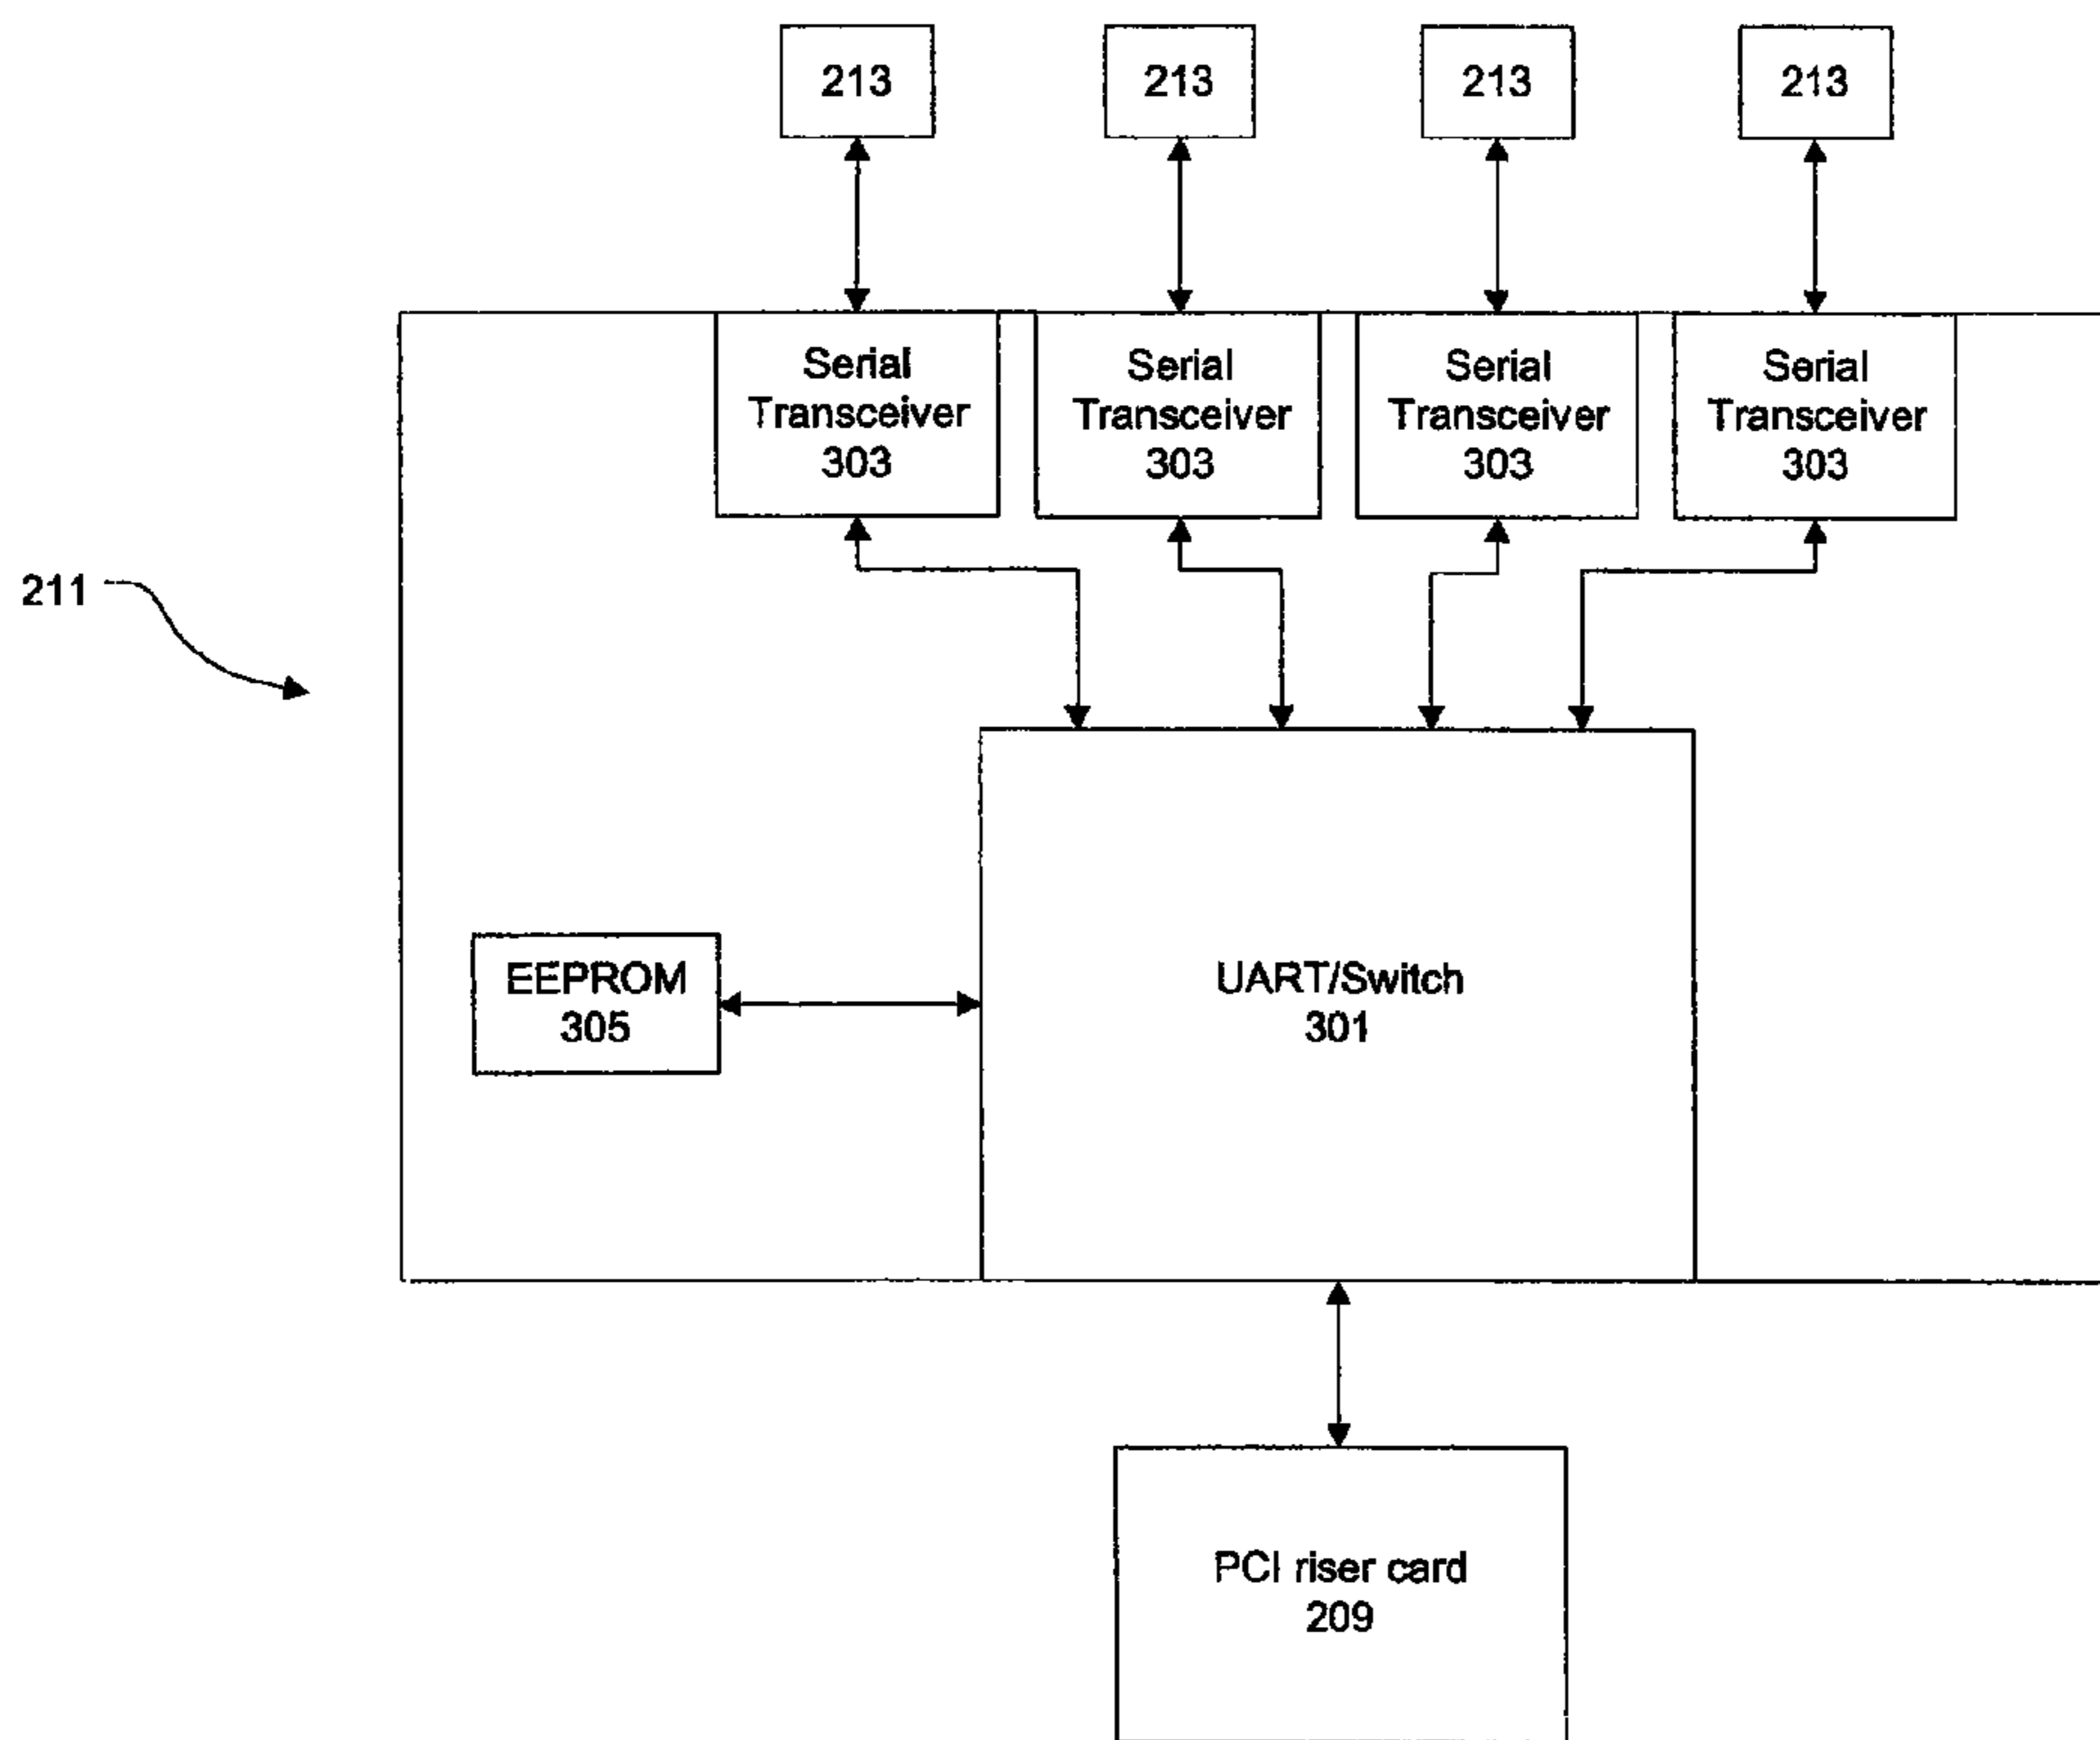 213
213
213
213
Serial
Transceiver
303
Serial
Transceiver
303
Serial
Transceiver
303
Serial
Transceiver
303
211
EEPROM
305
UART/Switch
301
PCI riser card
209